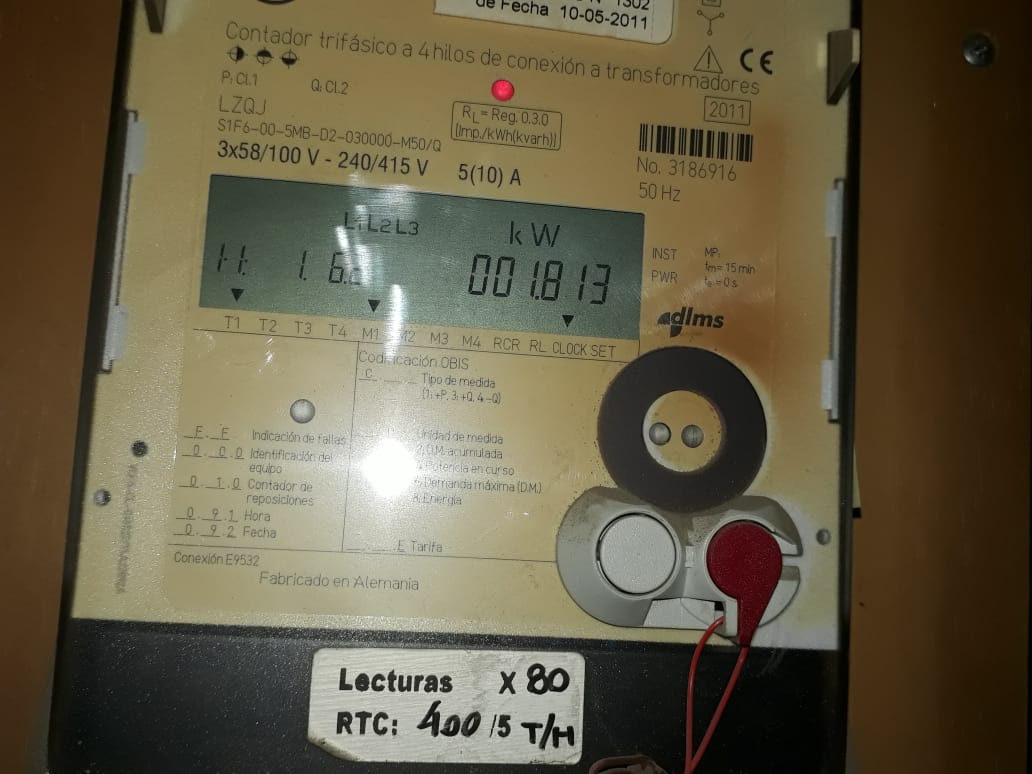 N° 1302
de Fecha 10-05-2011
Contador trifásico a 4 hilos de conexión a transformadores
CE
P: Cl.1 Q: Cl.2
2011
LZQJ
RL = Reg. 0.3.0
(Imp./kWh(kvarh))
S1F6-00-5MB-D2-030000-M50/Q
3x58/100 V - 240/415 V 5(10) A
No. 3186916
50 Hz
L1L2L3 kW
1.6. 001.813
INST
PWR
MP:
tm= 15 min
te = 0 s
dlms
T1 T2 T3 T4 M1 M2 M3 M4 RCR RL CLOCK SET
Codificación OBIS
C Tipo de medida
(1: +P, 3: +Q, 4: -Q)
F.F Indicación de fallas
0.0.0 Identificación del
equipo
0.1.0 Contador de
reposiciones
0.9.1 Hora
0.9.2 Fecha
Unidad de medida
D.M. acumulada
Potencia en curso
Demanda máxima (D.M.)
Energía
E Tarifa
Conexión E9532
Fabricado en Alemania
Lecturas X 80
RTC: 400/5 T/H